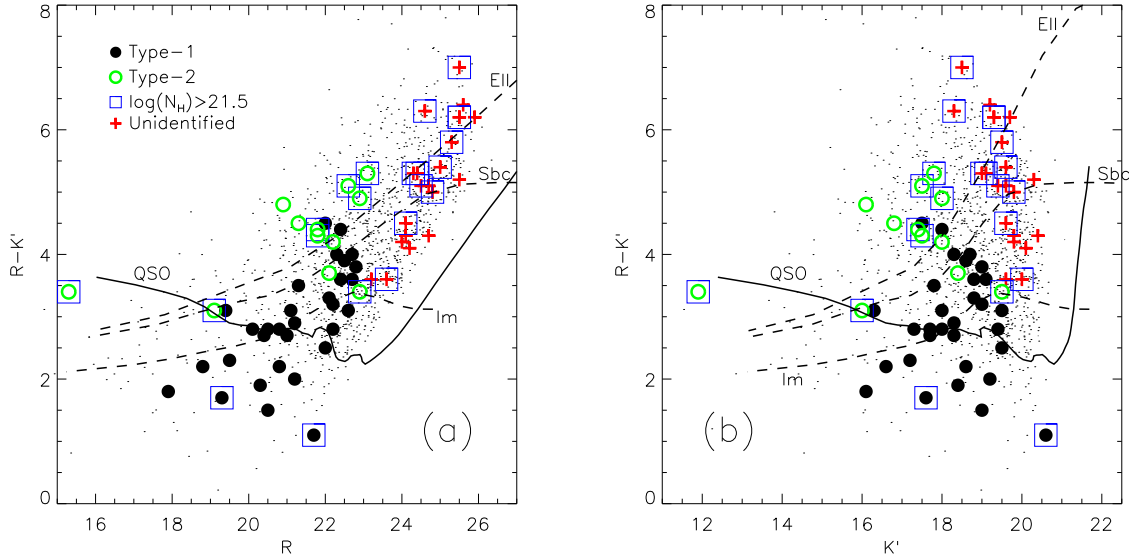 8
6
4
2
0
R−K'
Type−1
Type−2
log(N_H)>21.5
Unidentified
Ell
Sbc
QSO
Im
(a)
16 18 20 22 24 26
R
8
6
4
2
0
R−K'
Ell
Sbc
QSO
Im
(b)
12 14 16 18 20 22
K'